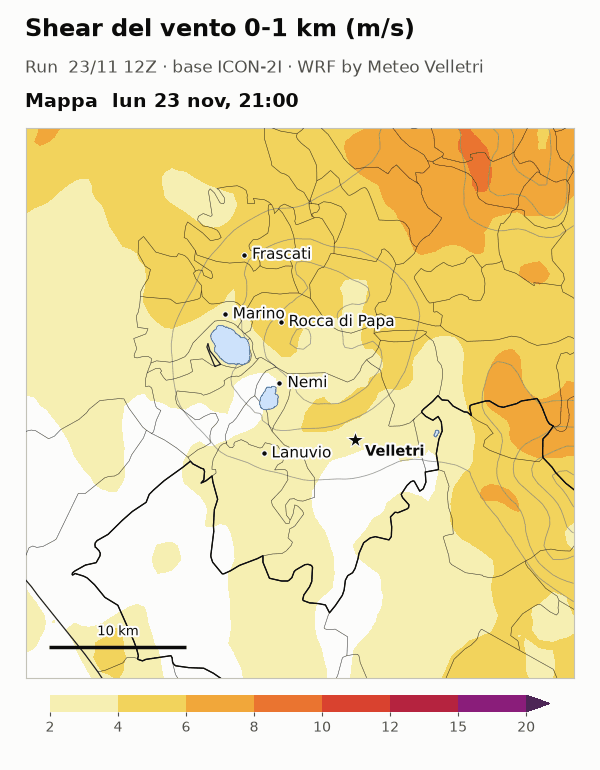 Shear del vento 0-1 km (m/s)
Run  23/11 12Z · base ICON-2I · WRF by Meteo Velletri
Mappa  lun 23 nov, 21:00
Frascati
Marino
Rocca di Papa
Nemi
Velletri
Lanuvio
10 km
2 4 6 8 10 12 15 20